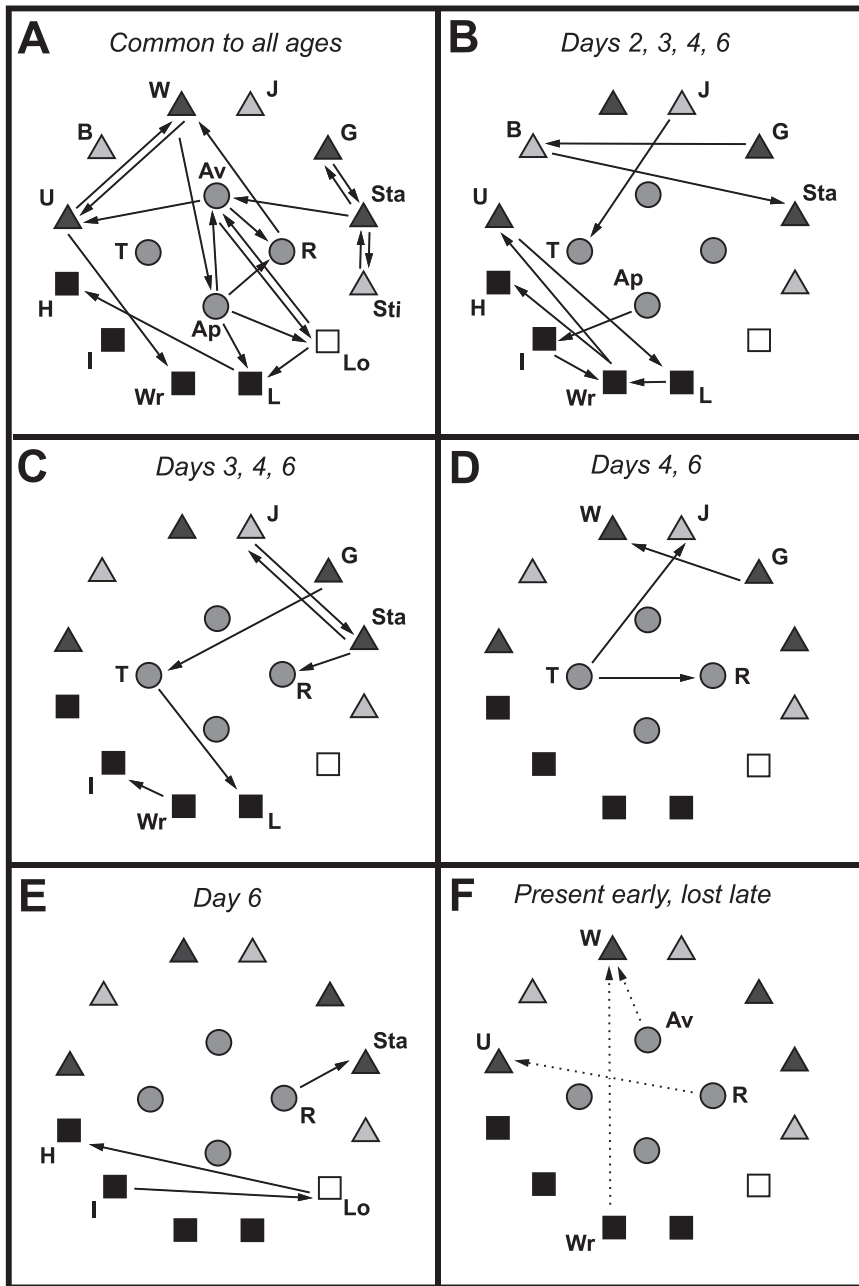 A
Common to all ages
W
J
B
G
Av
U
Sta
T
R
H
Ap
Sti
I
Lo
Wr
L
B
Days 2, 3, 4, 6
J
B
G
U
Sta
T
H
Ap
I
Wr
L
C
Days 3, 4, 6
J
G
Sta
T
R
I
Wr
L
D
Days 4, 6
W
J
G
T
R
E
Day 6
Sta
R
H
I
Lo
F
Present early, lost late
W
Av
U
R
Wr